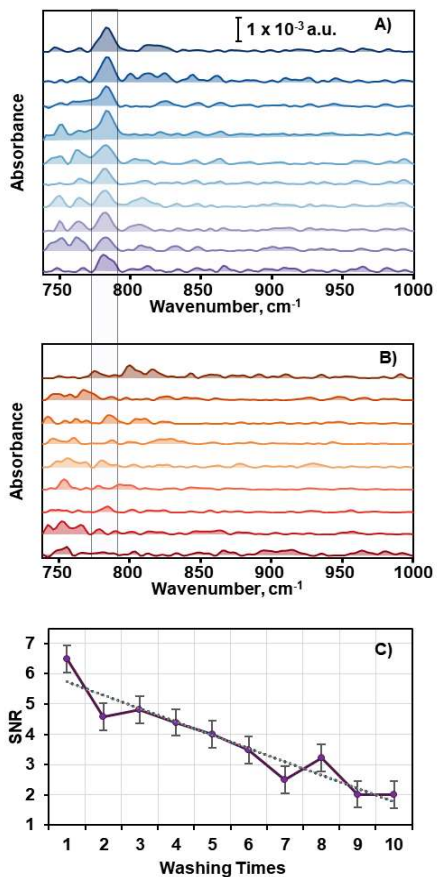 A)
1 x 10-3 a.u.
Absorbance
750 800 850 900 950 1000
Wavenumber, cm-1
B)
Absorbance
750 800 850 900 950 1000
Wavenumber, cm-1
C)
7
6
5
4
3
2
1
SNR
1 2 3 4 5 6 7 8 9 10
Washing Times